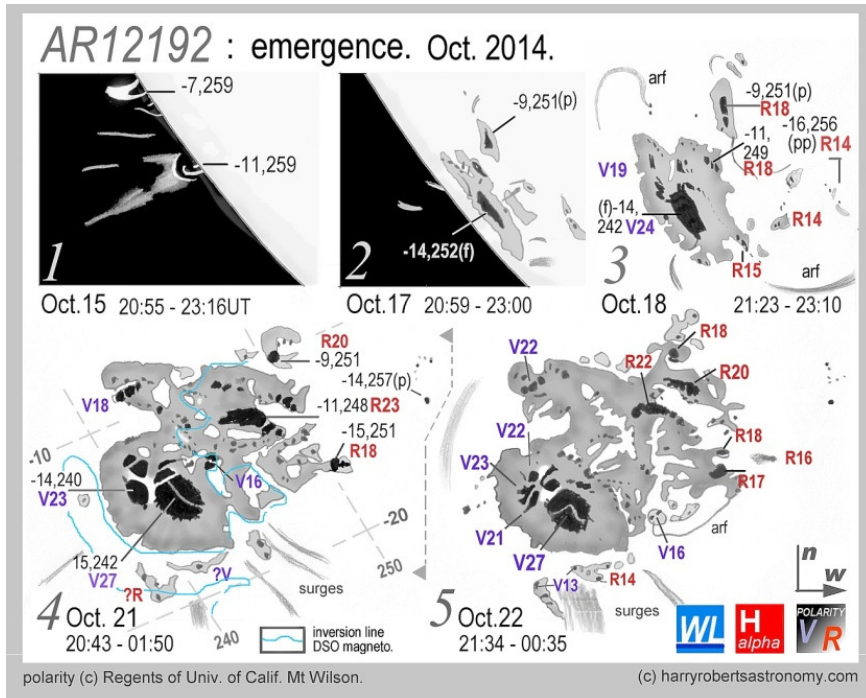 AR12192 : emergence. Oct. 2014.
-7,259
-11,259
1
Oct.15 20:55 - 23:16UT
-9,251(p)
-14,252(f)
2
Oct.17 20:59 - 23:00
arf
-9,251(p)
R18
-11,
249
R18
-16,256
(pp) R14
V19
(f)-14,
242 V24
R14
R15
arf
3
Oct.18 21:23 - 23:10
R20
-9,251
-14,257(p)
V18
-11,248 R23
-15,251
R18
-10
-14,240
V23
V16
-20
15,242
V27
?R
?V
surges
250
240
4
Oct. 21
20:43 - 01:50
inversion line
DSO magneto.
V22
R18
R22
R20
V22
V23
R18
R16
R17
V21
V27
V16
arf
V13
R14
surges
5
Oct.22
21:34 - 00:35
n
w
WL
H
alpha
POLARITY
V
R
polarity (c) Regents of Univ. of Calif. Mt Wilson.
(c) harryrobertsastronomy.com